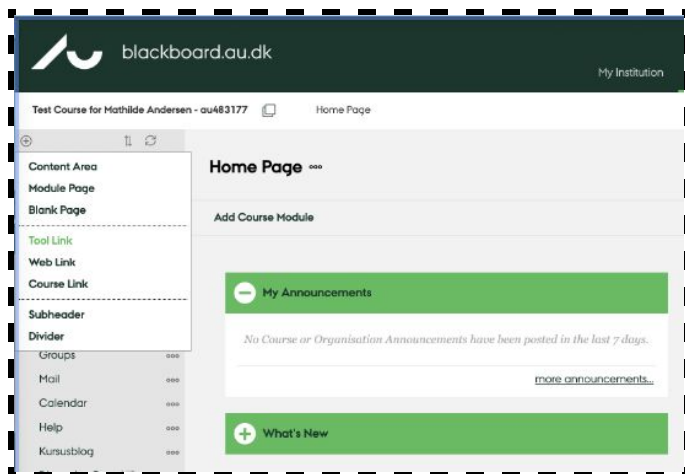 blackboard.au.dk
My Institution
Test Course for Mathilde Andersen - au483177
Home Page
Content Area
Module Page
Blank Page
Tool Link
Web Link
Course Link
Subheader
Divider
Groups
Mail
Calendar
Help
Kursusblog
Home Page
Add Course Module
My Announcements
No Course or Organisation Announcements have been posted in the last 7 days.
more announcements...
What's New